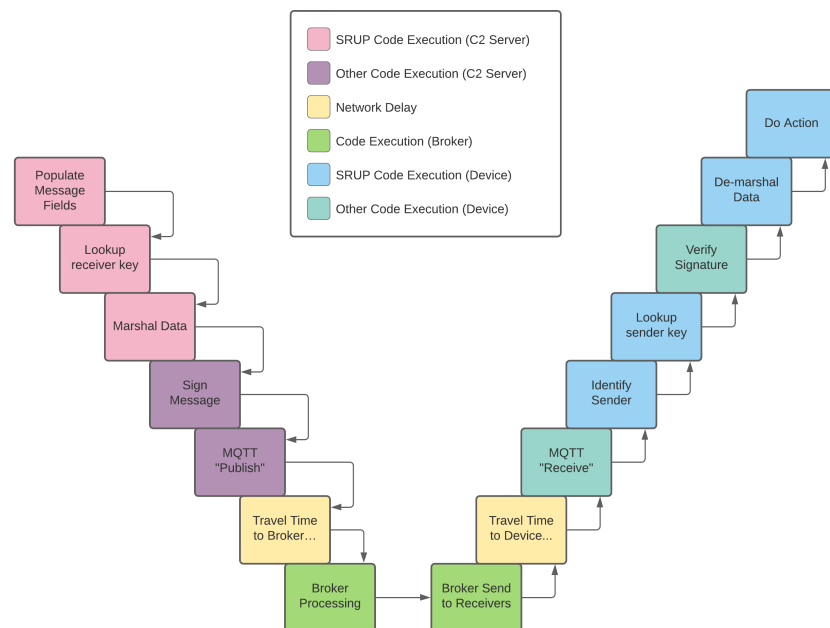 SRUP Code Execution (C2 Server)
Other Code Execution (C2 Server)
Network Delay
Code Execution (Broker)
SRUP Code Execution (Device)
Other Code Execution (Device)
Populate
Message
Fields
Lookup
receiver key
Marshal Data
Sign
Message
MQTT
"Publish"
Travel Time
to Broker…
Broker
Processing
Broker Send
to Receivers
Travel Time
to Device...
MQTT
"Receive"
Identify
Sender
Lookup
sender key
Verify
Signature
De-marshal
Data
Do Action